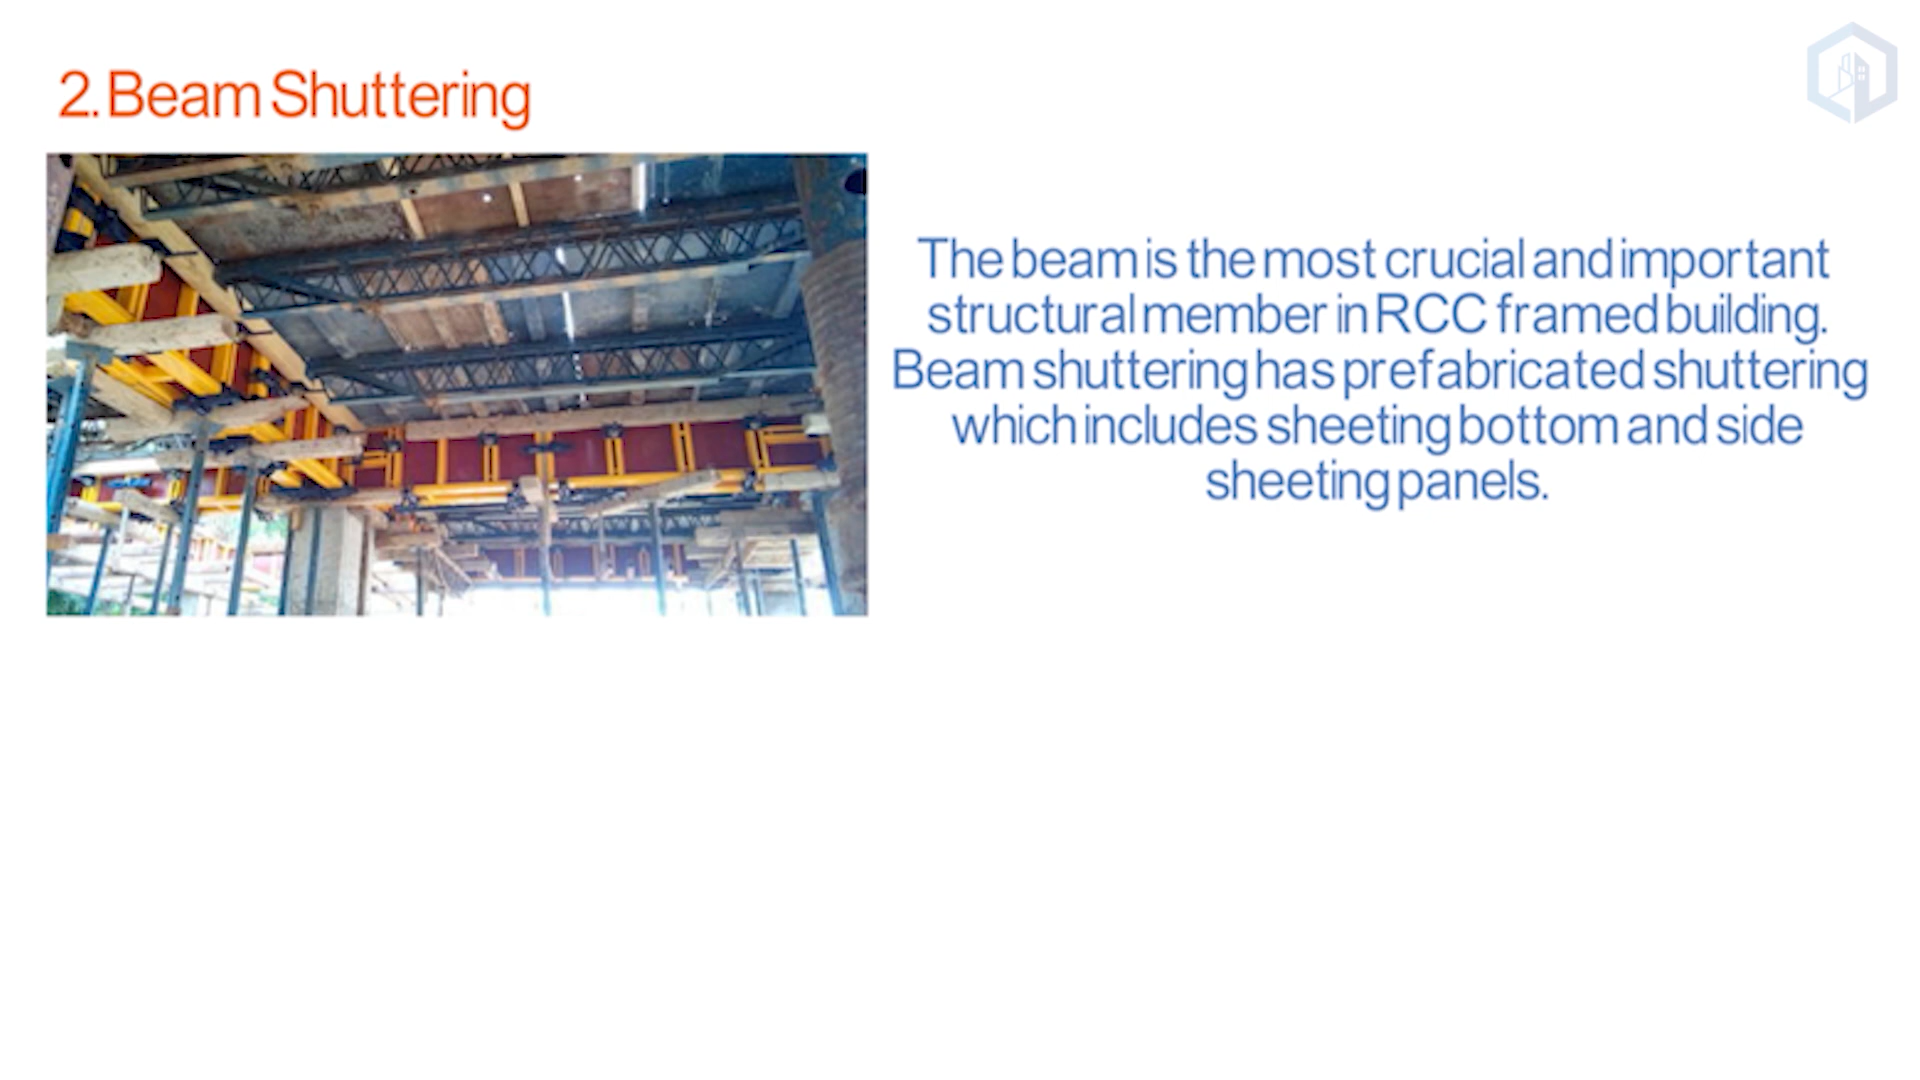 2. Beam Shuttering
The beam is the most crucial and important
structural member in RCC framed building.
Beam shuttering has prefabricated shuttering
which includes sheeting bottom and side
sheeting panels.